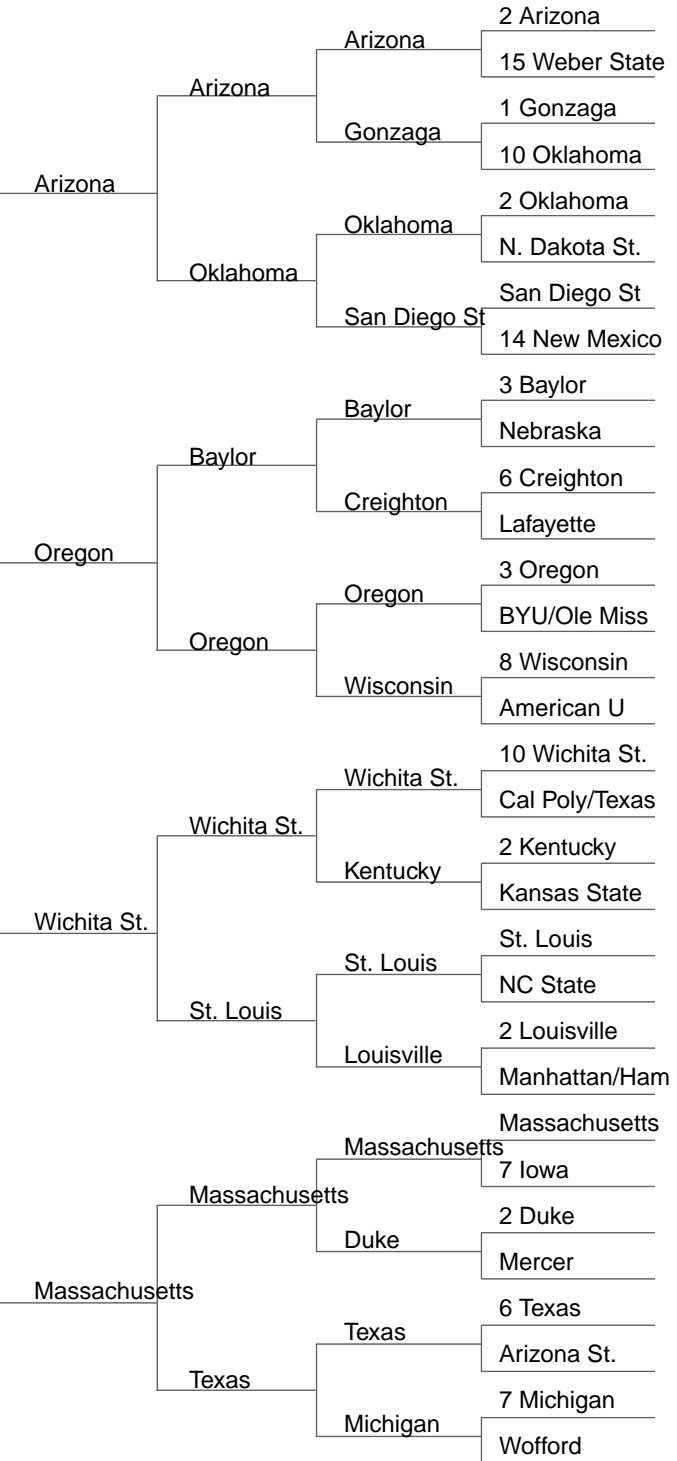 2 Arizona
Arizona
15 Weber State
Arizona
1 Gonzaga
Gonzaga
10 Oklahoma
Arizona
2 Oklahoma
Oklahoma
N. Dakota St.
Oklahoma
San Diego St
San Diego St
14 New Mexico
3 Baylor
Baylor
Nebraska
Baylor
6 Creighton
Creighton
Lafayette
Oregon
3 Oregon
Oregon
BYU/Ole Miss
Oregon
8 Wisconsin
Wisconsin
American U
10 Wichita St.
Wichita St.
Cal Poly/Texas
Wichita St.
2 Kentucky
Kentucky
Kansas State
Wichita St.
St. Louis
St. Louis
NC State
St. Louis
2 Louisville
Louisville
Manhattan/Ham
Massachusetts
Massachusetts
7 Iowa
Massachusetts
2 Duke
Duke
Mercer
Massachusetts
6 Texas
Texas
Arizona St.
Texas
7 Michigan
Michigan
Wofford